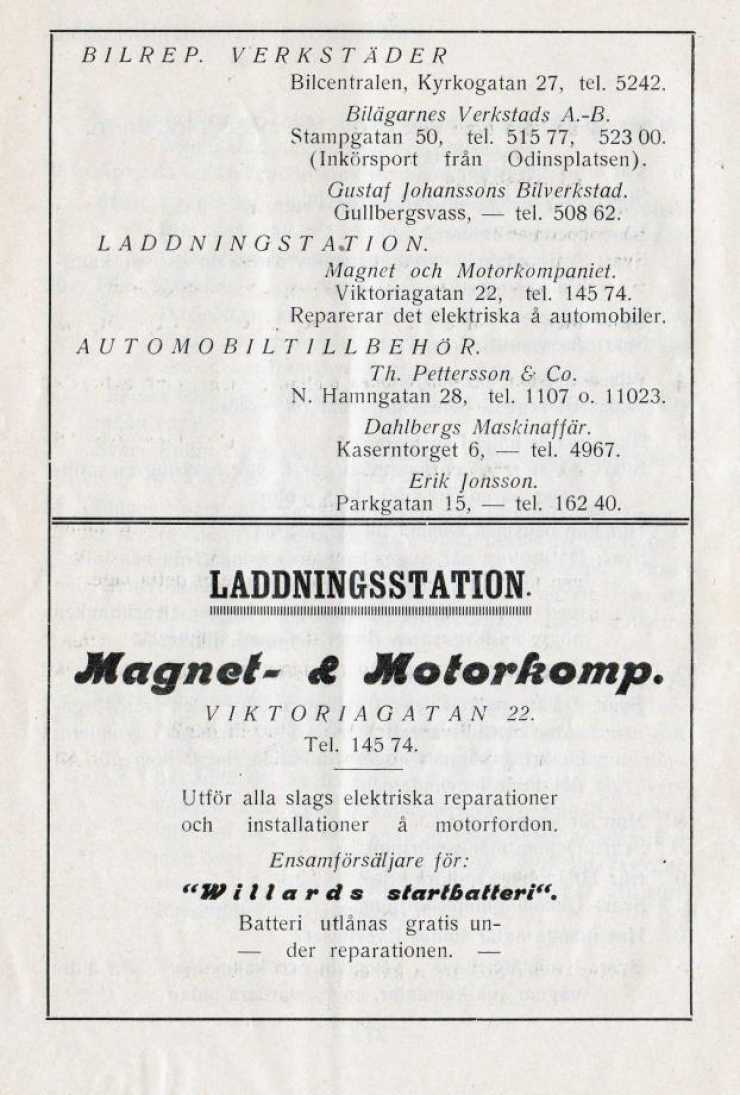 BILREP. VERKSTÄDER
Bilcentralen, Kyrkogatan 27, tel. 5242.
Bilägarnes Verkstads A.-B.
Stampgatan 50, tel. 515 77, 523 00.
(Inkörsport från Odinsplatsen).
Gustaf Johanssons Bilverkstad.
Gullbergsvass, — tel. 508 62.
LADDNINGSTATION.
Magnet och Motorkompaniet.
Viktoriagatan 22, tel. 145 74.
Reparerar det elektriska å automobiler.
AUTOMOBILTILLBEHÖR.
Th. Pettersson & Co.
N. Hamngatan 28, tel. 1107 o. 11023.
Dahlbergs Maskinaffär.
Kaserntorget 6, — tel. 4967.
Erik Jonsson.
Parkgatan 15, — tel. 162 40.
LADDNINGSSTATION.
Magnet- & Motorkomp.
VIKTORIAGATAN 22.
Tel. 145 74.
Utför alla slags elektriska reparationer
och installationer å motorfordon.
Ensamförsäljare för:
“Willards startbatteri“.
Batteri utlånas gratis un-
— der reparationen. —